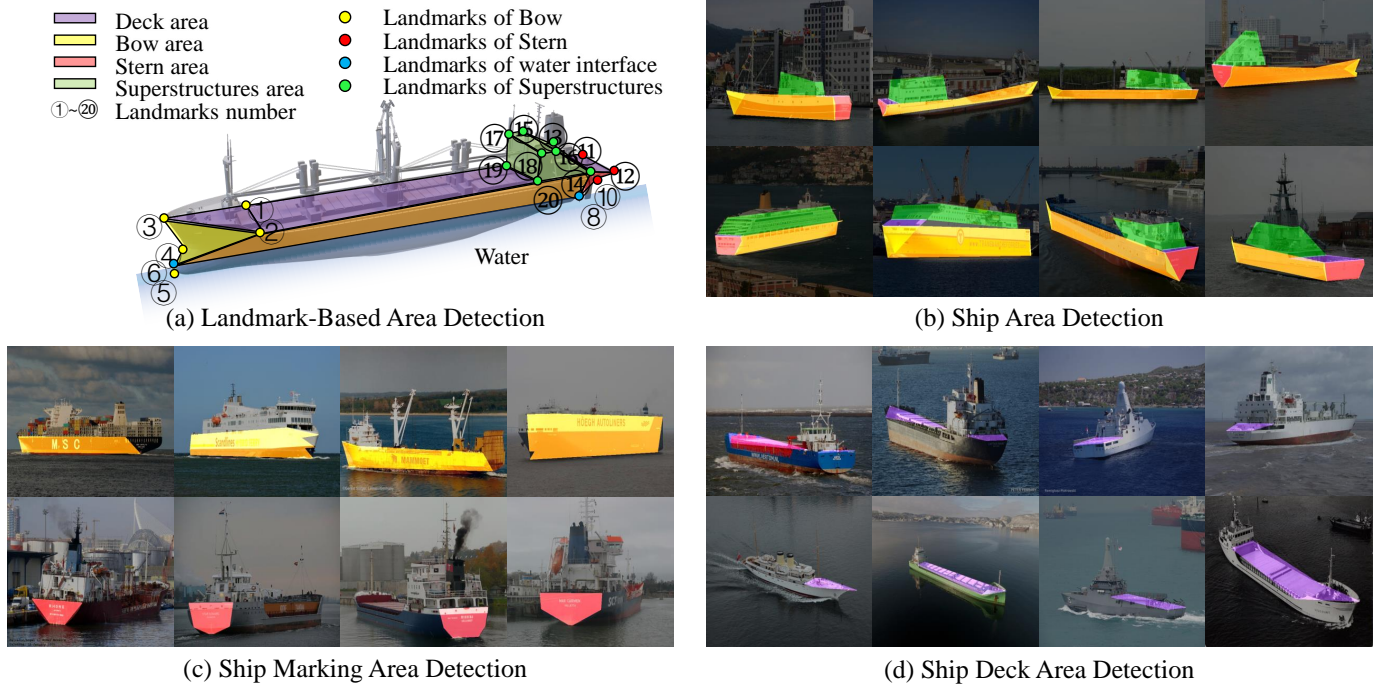 Deck area
Bow area
Stern area
Superstructures area
①~⑳ Landmarks number
Landmarks of Bow
Landmarks of Stern
Landmarks of water interface
Landmarks of Superstructures
⑰ ⑮ ⑬
⑪
⑲ ⑱ ⑯
⑫
① ⑳ ⑭ ⑩
③ ② ⑧
④
⑥
⑤
Water
(a) Landmark-Based Area Detection
(b) Ship Area Detection
MSC
Scandlines
MAMMOET
HÖEGH AUTOLINERS
(c) Ship Marking Area Detection
(d) Ship Deck Area Detection